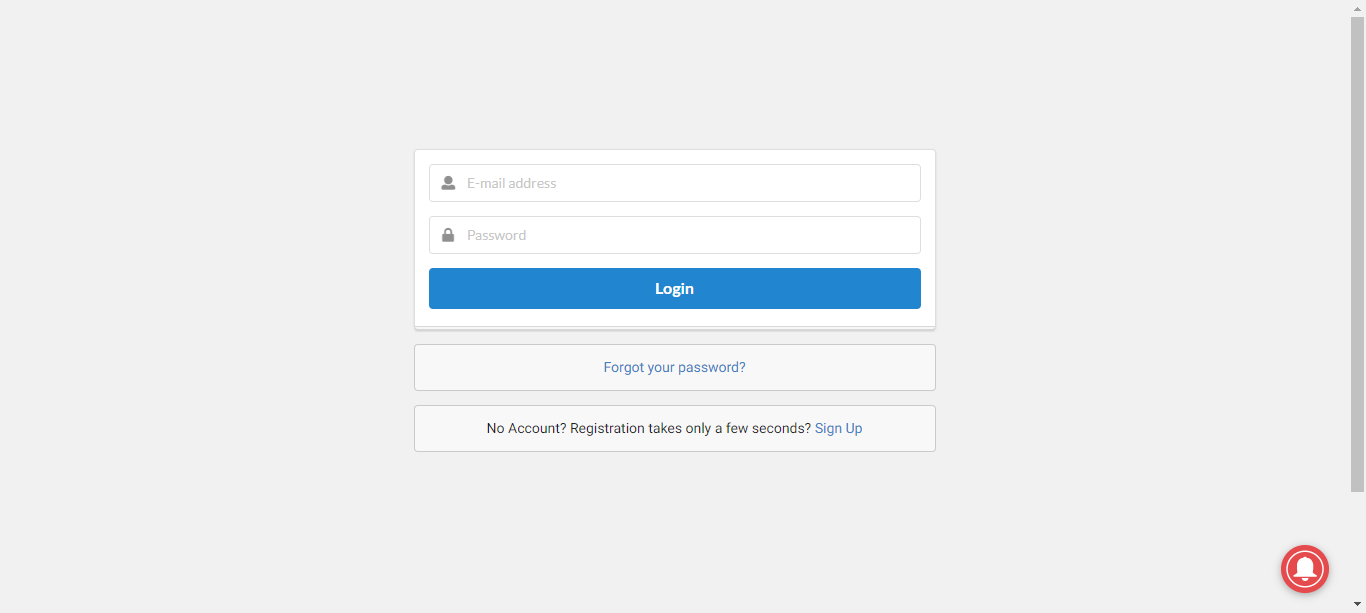 E-mail address
Password
Login
Forgot your password?
No Account? Registration takes only a few seconds? Sign Up